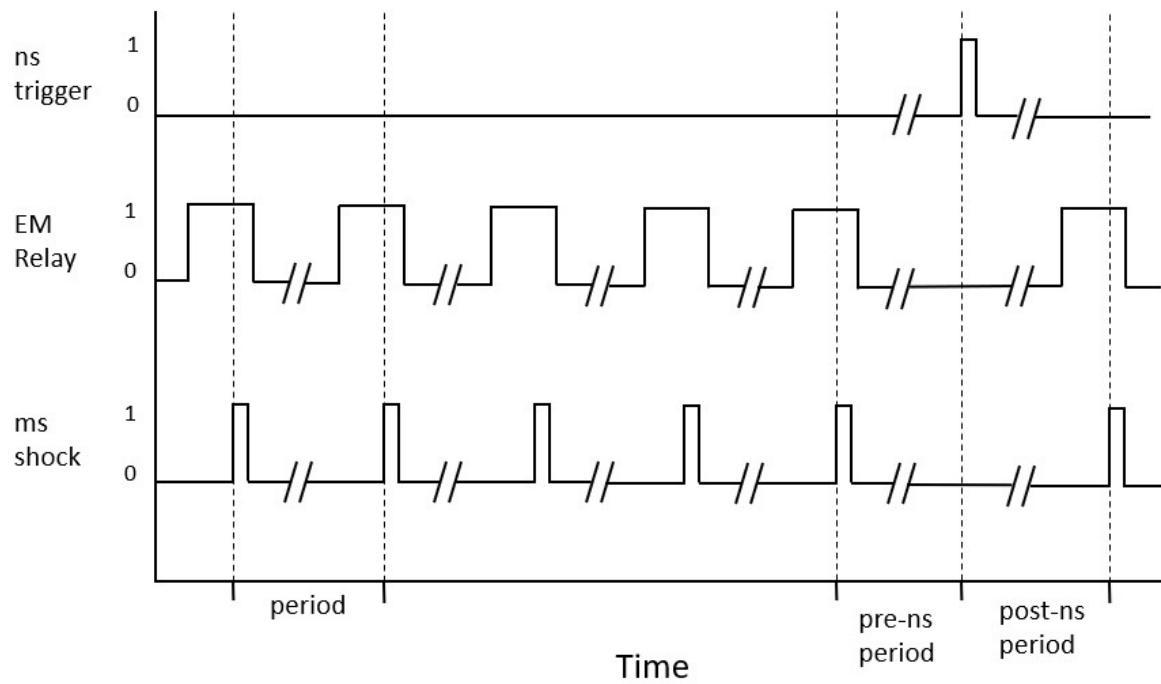 ns
trigger
1
0
EM
Relay
1
0
ms
shock
1
0
period
pre-ns
period
post-ns
period
Time